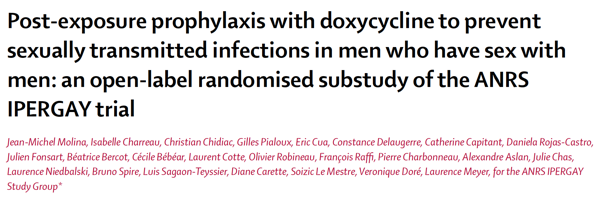 Post-exposure prophylaxis with doxycycline to prevent
sexually transmitted infections in men who have sex with
men: an open-label randomised substudy of the ANRS
IPERGAY trial
Jean-Michel Molina, Isabelle Charreau, Christian Chidiac, Gilles Pialoux, Eric Cua, Constance Delaugerre, Catherine Capitant, Daniela Rojas-Castro,
Julien Fonsart, Béatrice Bercot, Cécile Bébéar, Laurent Cotte, Olivier Robineau, François Raffi, Pierre Charbonneau, Alexandre Aslan, Julie Chas,
Laurence Niedbalski, Bruno Spire, Luis Sagaon-Teyssier, Diane Carette, Soizic Le Mestre, Veronique Doré, Laurence Meyer, for the ANRS IPERGAY
Study Group*